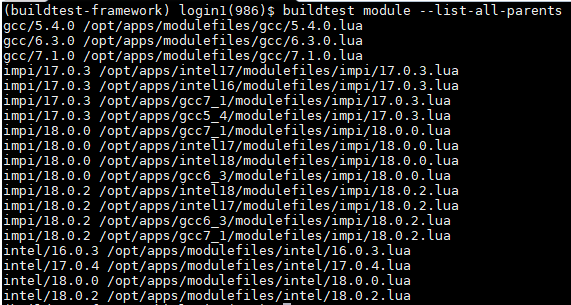 (buildtest-framework) login1(986)$ buildtest module --list-all-parents
gcc/5.4.0 /opt/apps/modulefiles/gcc/5.4.0.lua
gcc/6.3.0 /opt/apps/modulefiles/gcc/6.3.0.lua
gcc/7.1.0 /opt/apps/modulefiles/gcc/7.1.0.lua
impi/17.0.3 /opt/apps/intel17/modulefiles/impi/17.0.3.lua
impi/17.0.3 /opt/apps/intel16/modulefiles/impi/17.0.3.lua
impi/17.0.3 /opt/apps/gcc7_1/modulefiles/impi/17.0.3.lua
impi/17.0.3 /opt/apps/gcc5_4/modulefiles/impi/17.0.3.lua
impi/18.0.0 /opt/apps/gcc7_1/modulefiles/impi/18.0.0.lua
impi/18.0.0 /opt/apps/intel17/modulefiles/impi/18.0.0.lua
impi/18.0.0 /opt/apps/intel18/modulefiles/impi/18.0.0.lua
impi/18.0.0 /opt/apps/gcc6_3/modulefiles/impi/18.0.0.lua
impi/18.0.2 /opt/apps/intel18/modulefiles/impi/18.0.2.lua
impi/18.0.2 /opt/apps/intel17/modulefiles/impi/18.0.2.lua
impi/18.0.2 /opt/apps/gcc6_3/modulefiles/impi/18.0.2.lua
impi/18.0.2 /opt/apps/gcc7_1/modulefiles/impi/18.0.2.lua
intel/16.0.3 /opt/apps/modulefiles/intel/16.0.3.lua
intel/17.0.4 /opt/apps/modulefiles/intel/17.0.4.lua
intel/18.0.0 /opt/apps/modulefiles/intel/18.0.0.lua
intel/18.0.2 /opt/apps/modulefiles/intel/18.0.2.lua